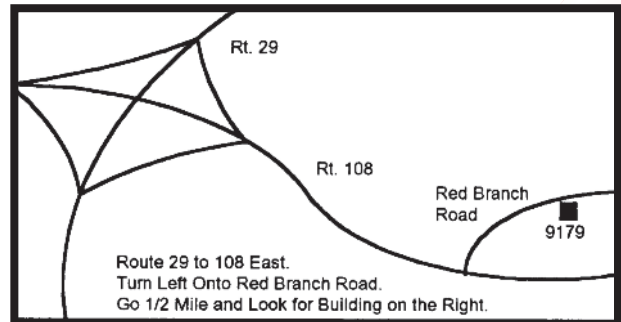 Rt. 29
Rt. 108
Red Branch
Road
9179
Route 29 to 108 East.
Turn Left Onto Red Branch Road.
Go 1/2 Mile and Look for Building on the Right.